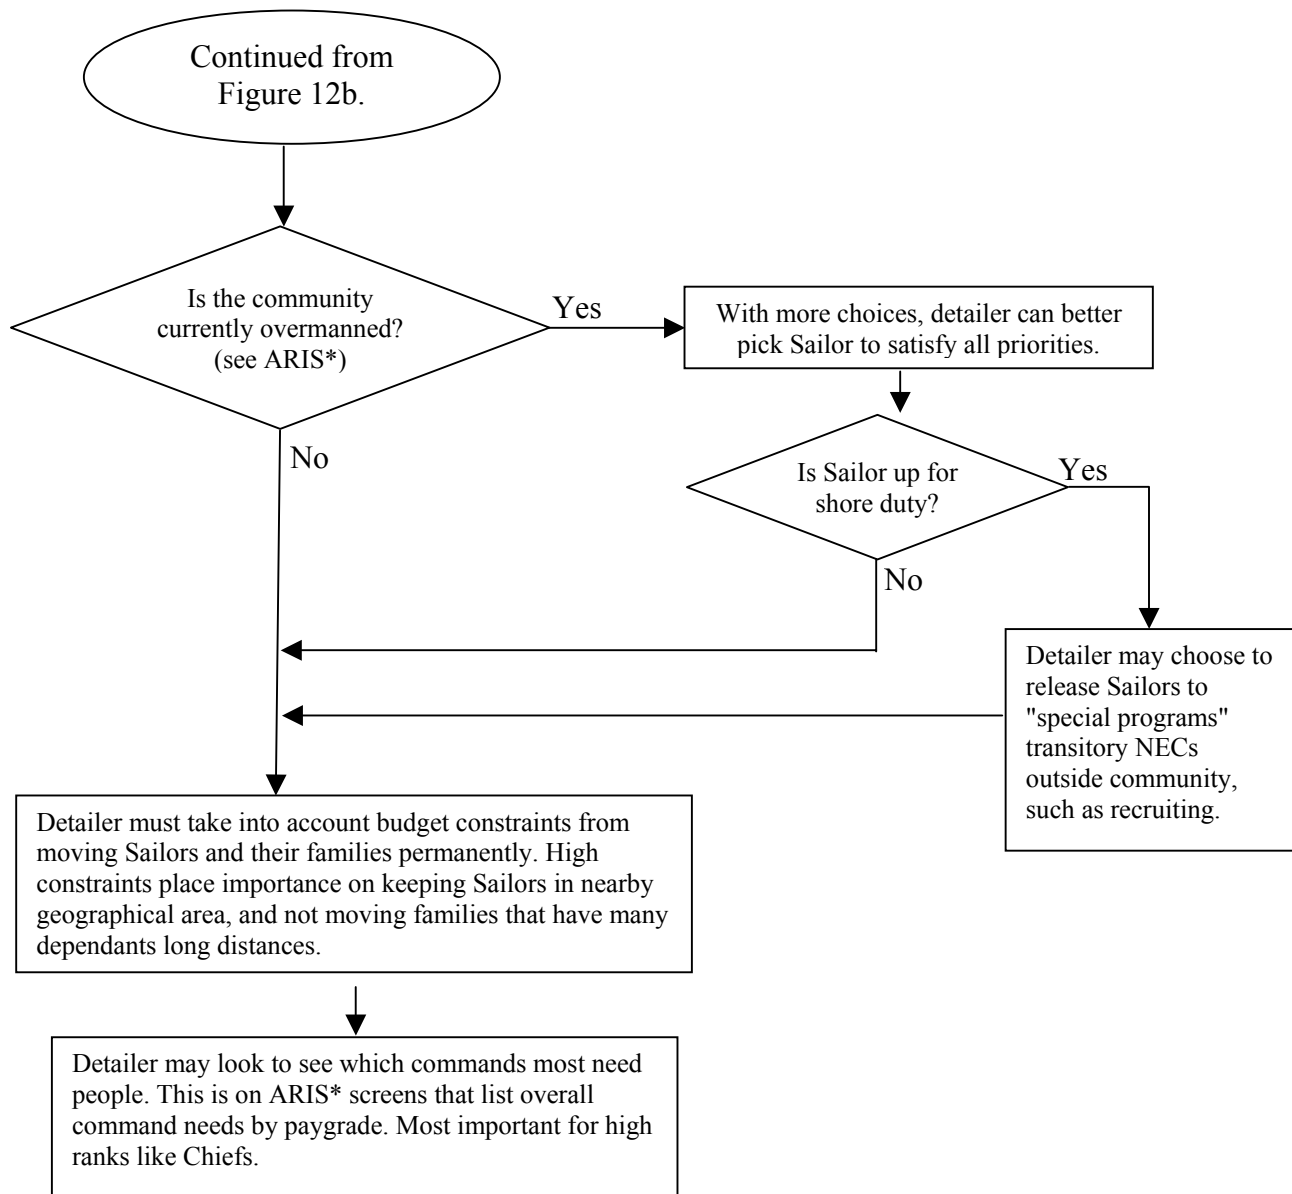 Continued from
Figure 12b.
Is the community
currently overmanned?
(see ARIS*)
Yes
With more choices, detailer can better
pick Sailor to satisfy all priorities.
No
Is Sailor up for
shore duty?
Yes
No
Detailer may choose to
release Sailors to
"special programs"
transitory NECs
outside community,
such as recruiting.
Detailer must take into account budget constraints from
moving Sailors and their families permanently. High
constraints place importance on keeping Sailors in nearby
geographical area, and not moving families that have many
dependants long distances.
Detailer may look to see which commands most need
people. This is on ARIS* screens that list overall
command needs by paygrade. Most important for high
ranks like Chiefs.